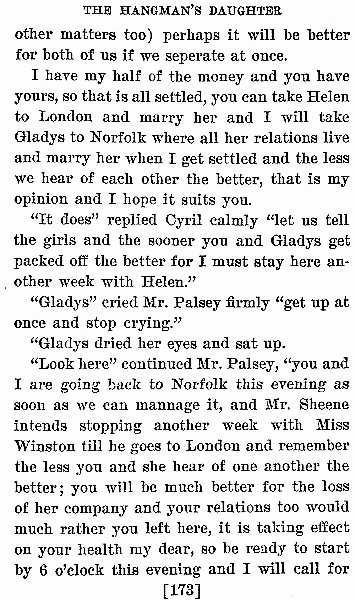 THE HANGMAN'S DAUGHTER
other matters too) perhaps it will be better
for both of us if we seperate at once.
I have my half of the money and you have
yours, so that is all settled, you can take Helen
to London and marry her and I will take
Gladys to Norfolk where all her relations live
and marry her when I get settled and the less
we hear of each other the better, that is my
opinion and I hope it suits you.
“It does” replied Cyril calmly “let us tell
the girls and the sooner you and Gladys get
packed off the better for I must stay here an-
other week with Helen.”
“Gladys” cried Mr. Palsey firmly “get up at
once and stop crying.”
“Gladys dried her eyes and sat up.
“Look here” continued Mr. Palsey, “you and
I are going back to Norfolk this evening as
soon as we can mannage it, and Mr. Sheene
intends stopping another week with Miss
Winston till he goes to London and remember
the less you and she hear of one another the
better; you will be much better for the loss
of her company and your relations too would
much rather you left here, it is taking effect
on your health my dear, so be ready to start
by 6 o'clock this evening and I will call for
[173]